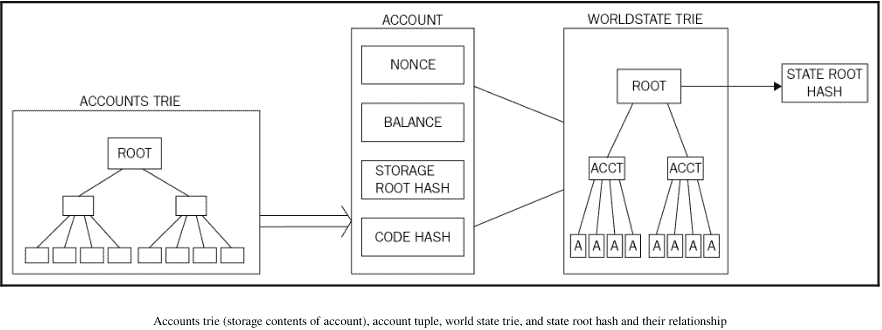 ACCOUNTS TRIE
ROOT
ACCOUNT
NONCE
BALANCE
STORAGE
ROOT HASH
CODE HASH
WORLDSTATE TRIE
ROOT
ACCT
ACCT
A
A
A
A
A
A
A
A
STATE ROOT
HASH
Accounts trie (storage contents of account), account tuple, world state trie, and state root hash and their relationship